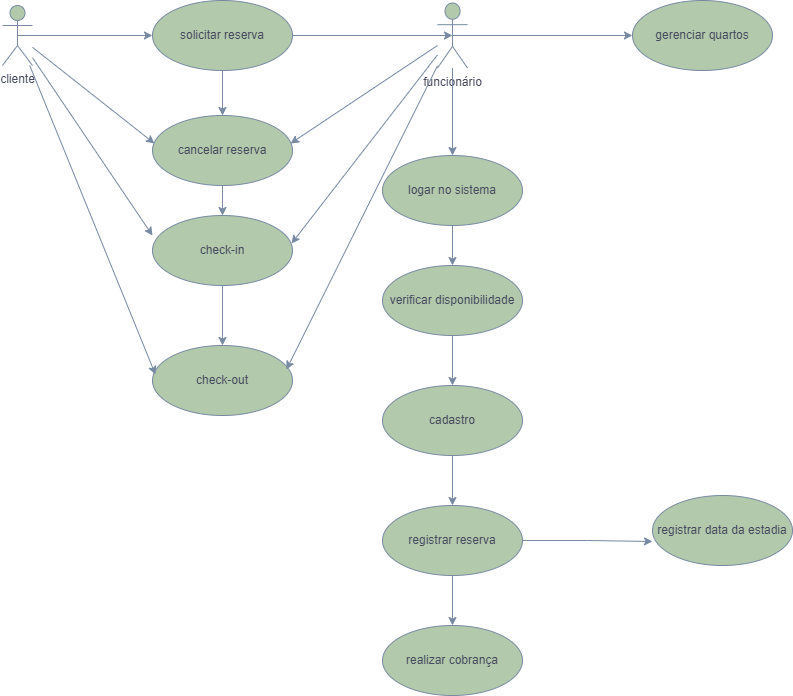 solicitar reserva
gerenciar quartos
cliente
funcionário
cancelar reserva
logar no sistema
check-in
verificar disponibilidade
check-out
cadastro
registrar reserva
registrar data da estadia
realizar cobrança